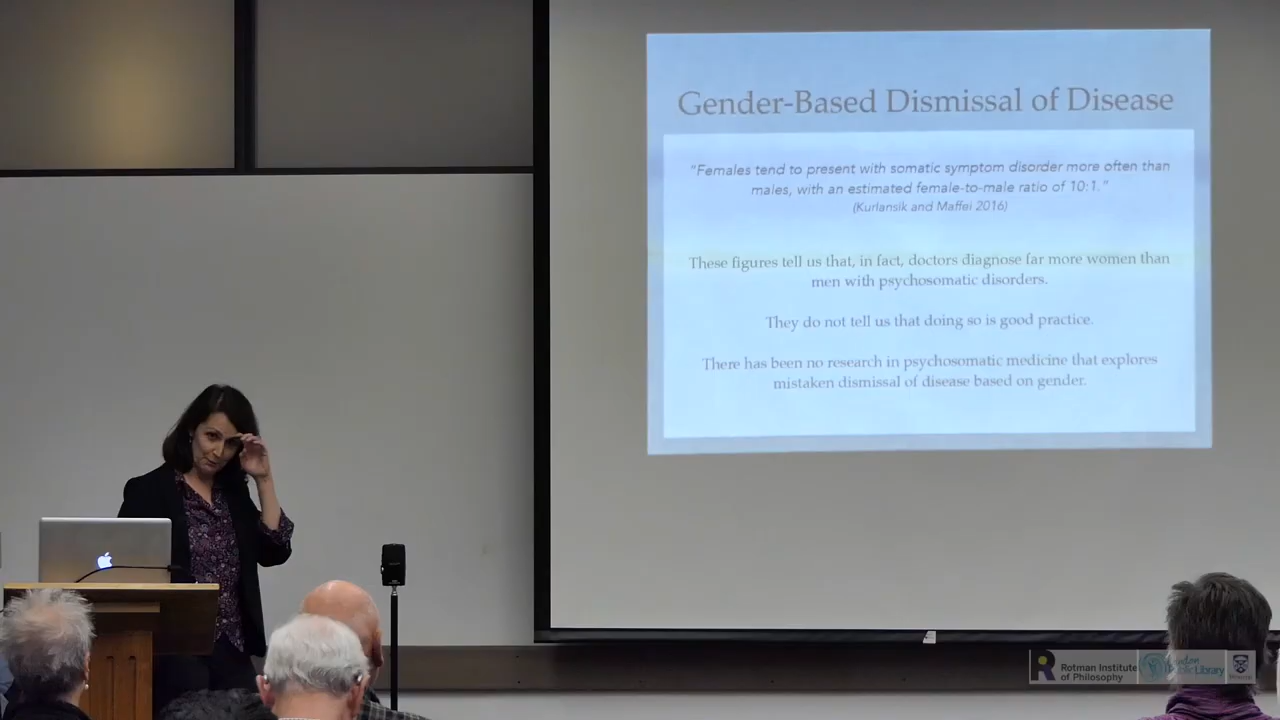 Gender-Based Dismissal of Disease
"Females tend to present with somatic symptom disorder more often than
males, with an estimated female-to-male ratio of 10:1."
(Kurlansik and Maffei 2016)
These figures tell us that, in fact, doctors diagnose far more women than
men with psychosomatic disorders.
They do not tell us that doing so is good practice.
There has been no research in psychosomatic medicine that explores
mistaken dismissal of disease based on gender.
Rotman Institute
of Philosophy
London
Public Library